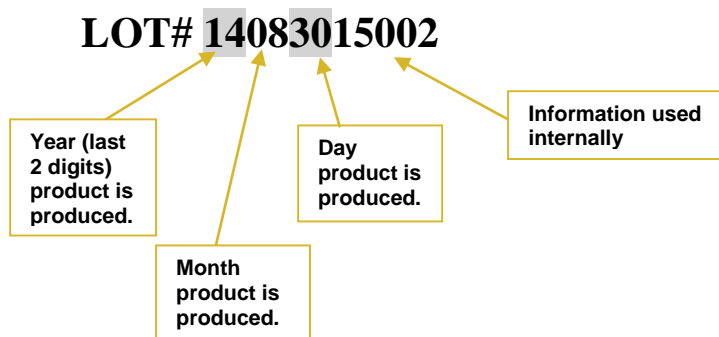 LOT# 14083015002
Information used
internally
Year (last
2 digits)
product is
produced.
Day
product is
produced.
Month
product is
produced.